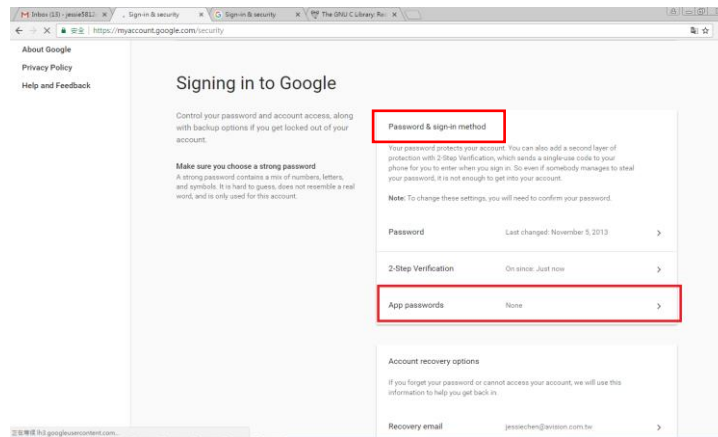 Inbox (13) - jessie581
Sign-in & security
Sign-in & security
The GNU C Library: Re
安全 | https://myaccount.google.com/security
About Google
Privacy Policy
Help and Feedback
Signing in to Google
Control your password and account access, along
with backup options if you get locked out of your
account.
Make sure you choose a strong password
A strong password contains a mix of numbers, letters,
and symbols. It is hard to guess, does not resemble a real
word, and is only used for this account.
Password & sign-in method
Your password protects your account. You can also add a second layer of
protection with 2-Step Verification, which sends a single-use code to your
phone for you to enter when you sign in. So even if somebody manages to steal
your password, it is not enough to get into your account.
Note: To change these settings, you will need to confirm your password.
Password Last changed: November 5, 2013
2-Step Verification On since: Just now
App passwords None
Account recovery options
If you forget your password or cannot access your account, we will use this
information to help you get back in.
Recovery email jessiechen@avision.com.tw
lh3.googleusercontent.com...